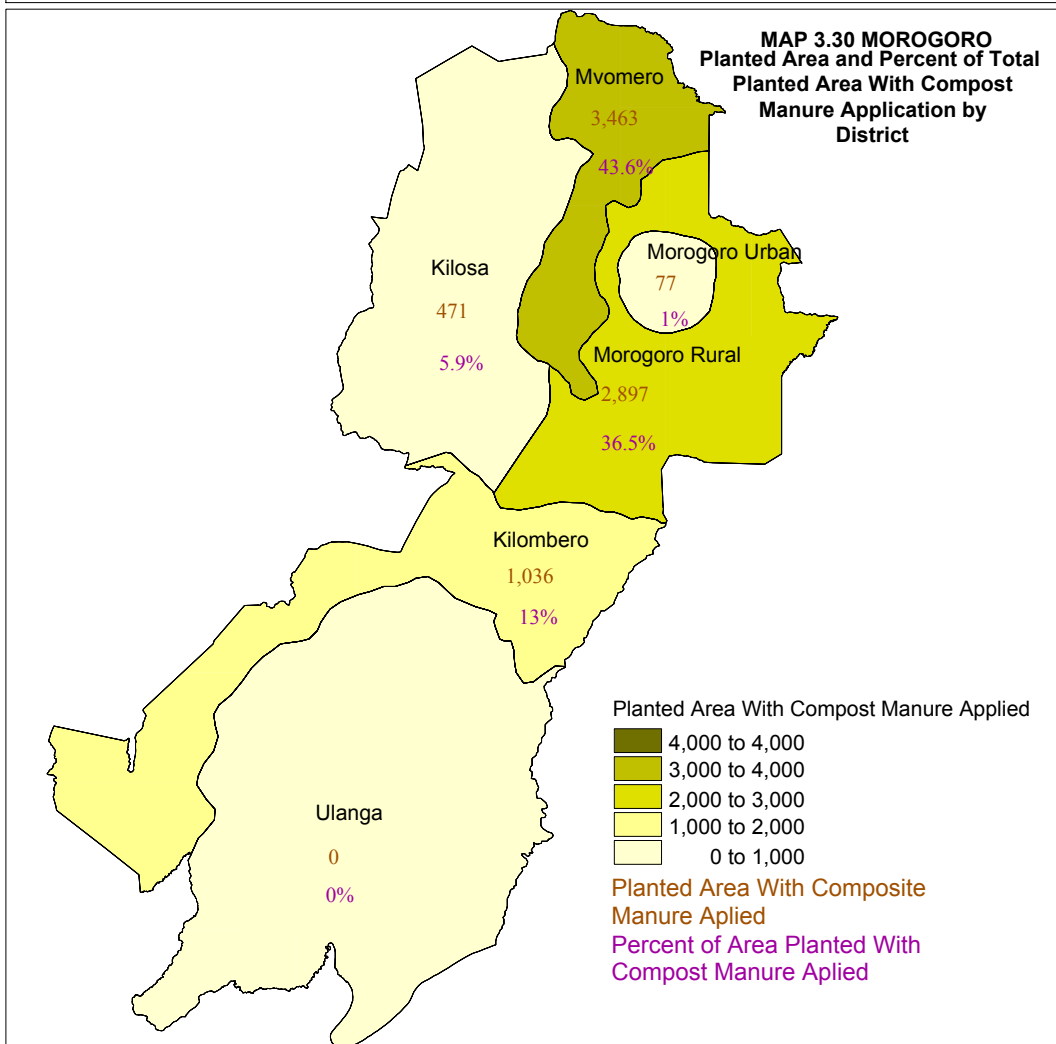 MAP 3.30 MOROGORO
Planted Area and Percent of Total
Planted Area With Compost
Manure Application by
District
Mvomero
3,463
43.6%
Morogoro Urban
77
1%
Kilosa
471
5.9%
Morogoro Rural
2,897
36.5%
Kilombero
1,036
13%
Ulanga
0
0%
Planted Area With Compost Manure Applied
4,000 to 4,000
3,000 to 4,000
2,000 to 3,000
1,000 to 2,000
0 to 1,000
Planted Area With Composite
Manure Aplied
Percent of Area Planted With
Compost Manure Aplied